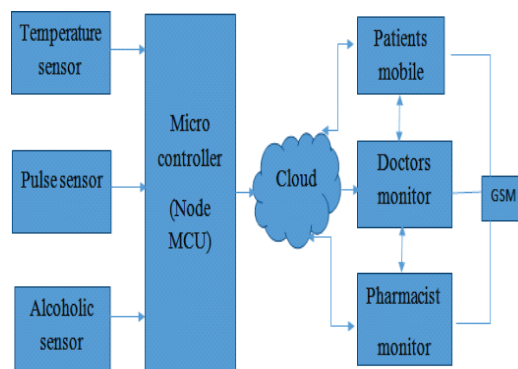 Temperature
sensor
Pulse sensor
Alcoholic
sensor
Micro
controller
(Node
MCU)
Cloud
Patients
mobile
Doctors
monitor
Pharmacist
monitor
GSM